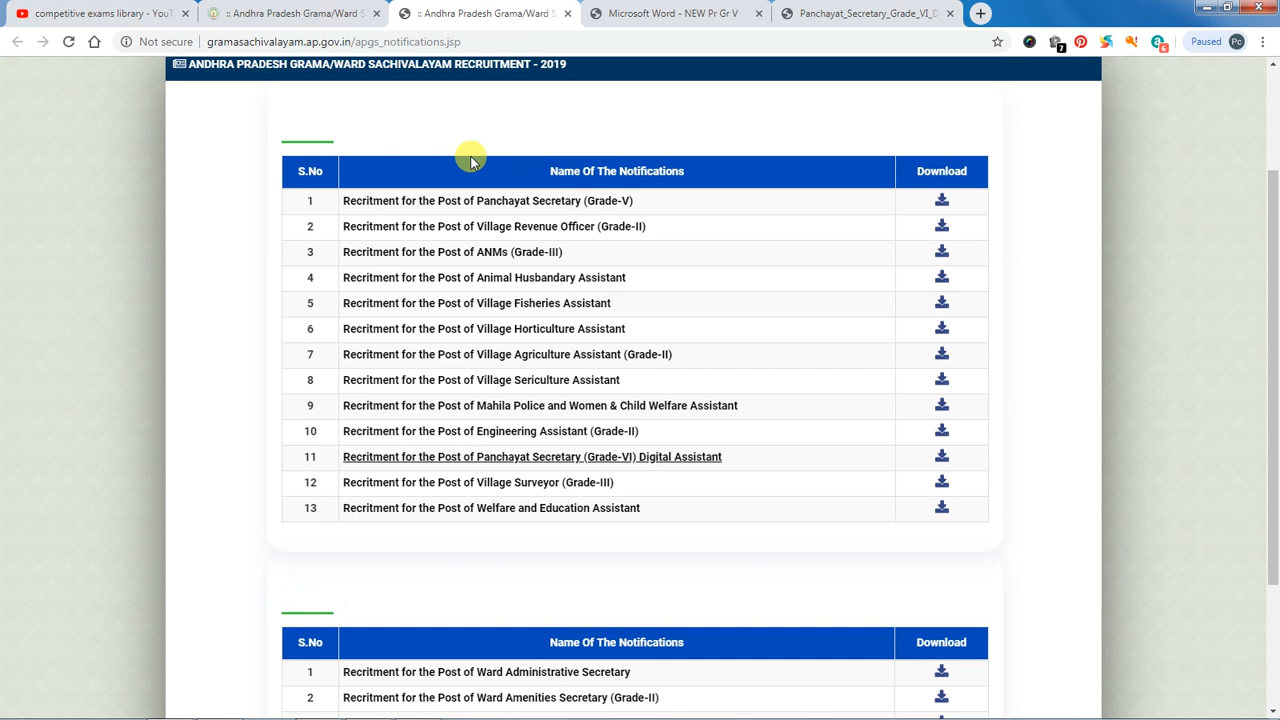 competitive exams library - YouT
:: Andhra Pradesh Grama/Ward S
:: Andhra Pradesh Grama/Ward S
Microsoft Word - NEW Pr Gr V
Panchayat_Secretary_Grade_VI_D
Not secure
gramasachivalayam.ap.gov.in/apgs_notifications.jsp
7
6
Paused
Pc
ANDHRA PRADESH GRAMA/WARD SACHIVALAYAM RECRUITMENT - 2019
S.No Name Of The Notifications Download
1 Recritment for the Post of Panchayat Secretary (Grade-V)
2 Recritment for the Post of Village Revenue Officer (Grade-II)
3 Recritment for the Post of ANMs (Grade-III)
4 Recritment for the Post of Animal Husbandary Assistant
5 Recritment for the Post of Village Fisheries Assistant
6 Recritment for the Post of Village Horticulture Assistant
7 Recritment for the Post of Village Agriculture Assistant (Grade-II)
8 Recritment for the Post of Village Sericulture Assistant
9 Recritment for the Post of Mahila Police and Women & Child Welfare Assistant
10 Recritment for the Post of Engineering Assistant (Grade-II)
11 Recritment for the Post of Panchayat Secretary (Grade-VI) Digital Assistant
12 Recritment for the Post of Village Surveyor (Grade-III)
13 Recritment for the Post of Welfare and Education Assistant
S.No Name Of The Notifications Download
1 Recritment for the Post of Ward Administrative Secretary
2 Recritment for the Post of Ward Amenities Secretary (Grade-II)